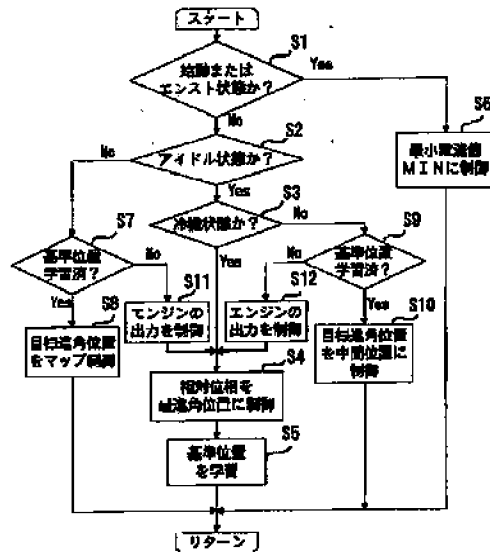 スタート
S1
始動または
エンスト状態か?
Yes
No
S2
アイドル状態か?
No
Yes
S6
最小電流値
MINに制御
S3
冷機状態か?
No
Yes
S7
基準位置
学習済?
No
Yes
S9
基準位置
学習済?
No
Yes
S11
エンジンの
出力を制御
S12
エンジンの
出力を制御
S8
目標進角位置
をマップ制御
S10
目標進角位置
を中間位置に
制御
S4
相対位相を
最進角位置に制御
S5
基準位置
を学習
リターン